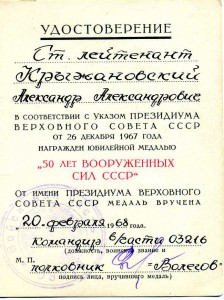 УДОСТОВЕРЕНИЕ
Ст. лейтенант
Крыжановский
Александр Александрович
В СООТВЕТСТВИИ С УКАЗОМ ПРЕЗИДИУМА
ВЕРХОВНОГО СОВЕТА СССР
ОТ 26 ДЕКАБРЯ 1967 ГОДА
НАГРАЖДЕН ЮБИЛЕЙНОЙ МЕДАЛЬЮ
„50 ЛЕТ ВООРУЖЕННЫХ
СИЛ СССР“
ОТ ИМЕНИ ПРЕЗИДИУМА ВЕРХОВНОГО
СОВЕТА СССР МЕДАЛЬ ВРУЧЕНА
„20 февраля 1968 года
Командир в/части 03216
(должность, воинское звание и
М. П. полковник Волегов
подпись лица, вручившего медаль)